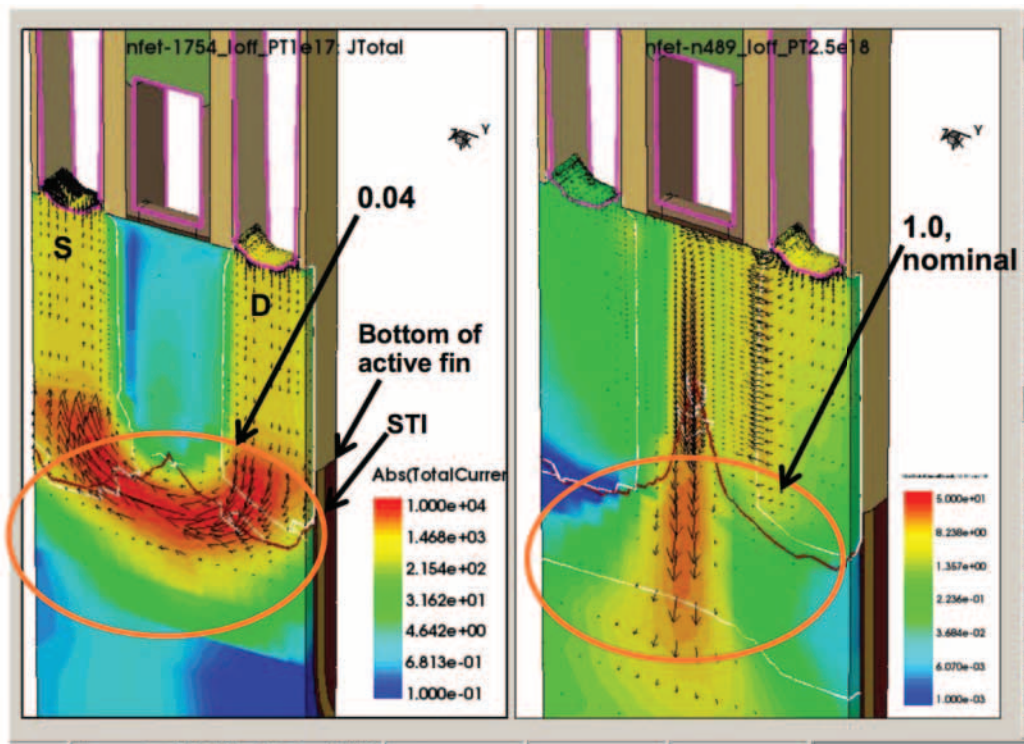 nfet-1754_Ioff_PT1e17: JTotal
Y
0.04
S
D
Bottom of
active fin
STI
Abs(TotalCurrer
1.000e+04
1.468e+03
2.154e+02
3.162e+01
4.642e+00
6.813e-01
1.000e-01
nfet-n489_Ioff_PT2.5e18
Y
1.0,
nominal
5.000e+01
8.238e+00
1.357e+00
2.236e-01
3.684e-02
6.070e-03
1.000e-03